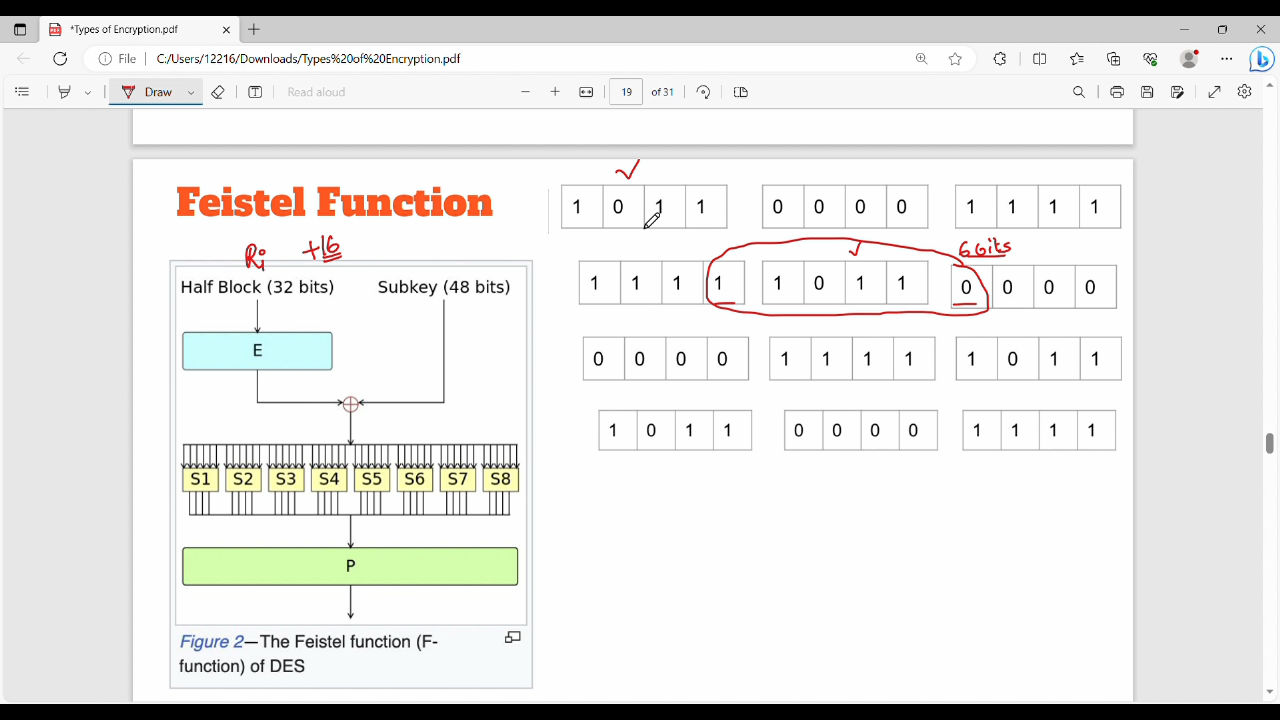 *Types of Encryption.pdf
File C:/Users/12216/Downloads/Types%20of%20Encryption.pdf
Draw Read aloud 19 of 31
Feistel Function
1 0 1 1 0 0 0 0 1 1 1 1
Ri +16
6 bits
1 1 1 1 1 0 1 1 0 0 0 0
Half Block (32 bits) Subkey (48 bits)
E
0 0 0 0 1 1 1 1 1 0 1 1
1 0 1 1 0 0 0 0 1 1 1 1
S1 S2 S3 S4 S5 S6 S7 S8
P
Figure 2—The Feistel function (F-
function) of DES